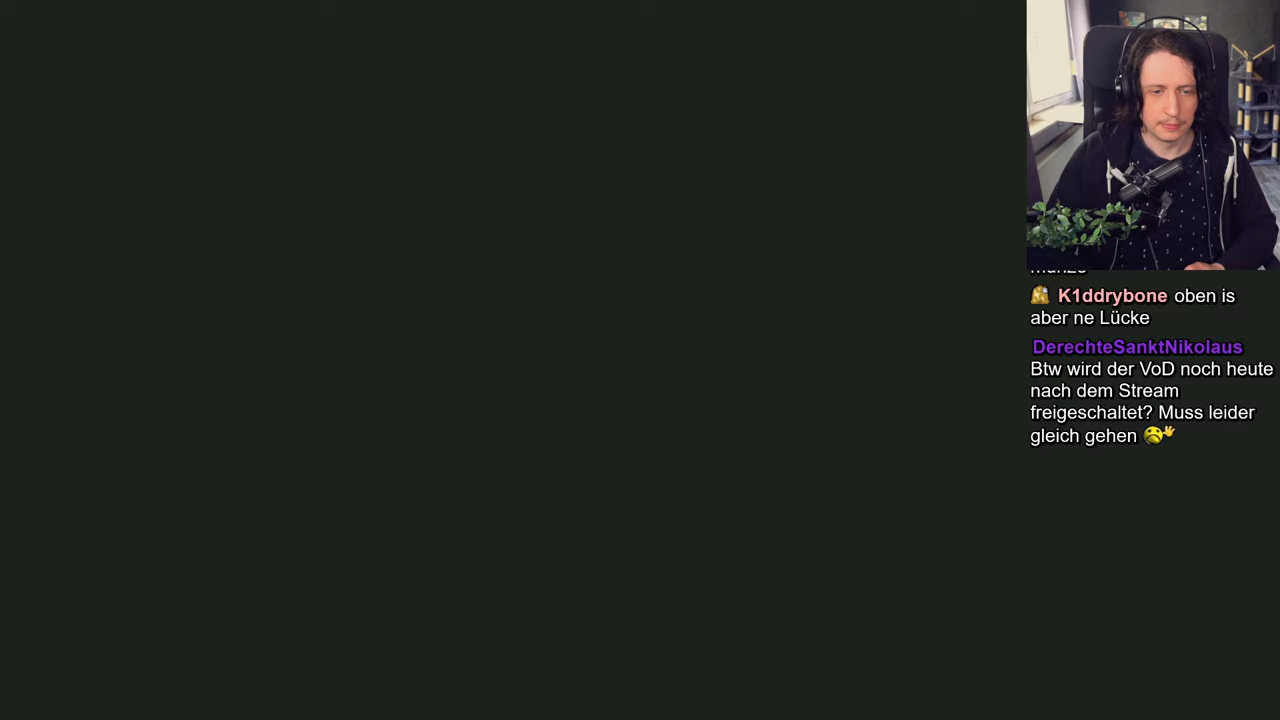 K1ddrybone oben is
aber ne Lücke
DerechteSanktNikolaus
Btw wird der VoD noch heute
nach dem Stream
freigeschaltet? Muss leider
gleich gehen